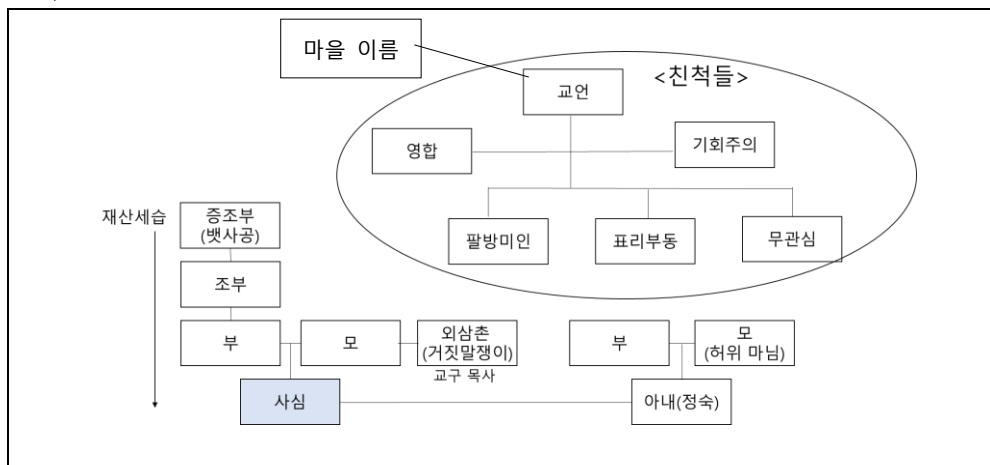 마을 이름
<친척들>
교언
영합
기회주의
팔방미인
표리부동
무관심
재산세습
증조부
(뱃사공)
조부
부
모
외삼촌
(거짓말쟁이)
교구 목사
부
모
(허위 마님)
사심
아내(정숙)